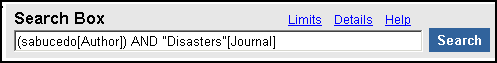 Search Box Limits Details Help
(sabucedo[Author]) AND "Disasters"[Journal] Search